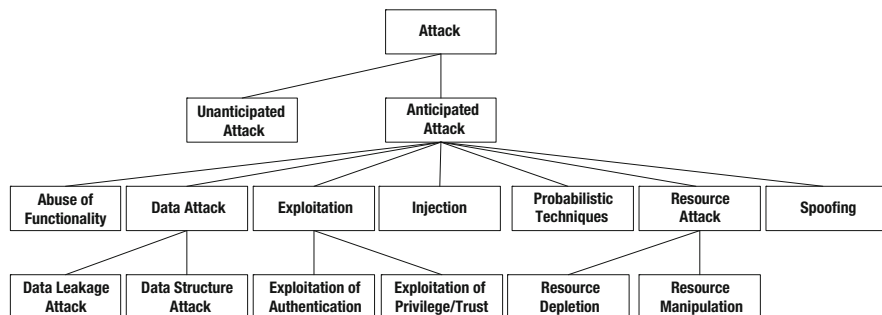 Attack
Unanticipated
Attack
Anticipated
Attack
Abuse of
Functionality
Data Attack
Exploitation
Injection
Probabilistic
Techniques
Resource
Attack
Spoofing
Data Leakage
Attack
Data Structure
Attack
Exploitation of
Authentication
Exploitation of
Privilege/Trust
Resource
Depletion
Resource
Manipulation